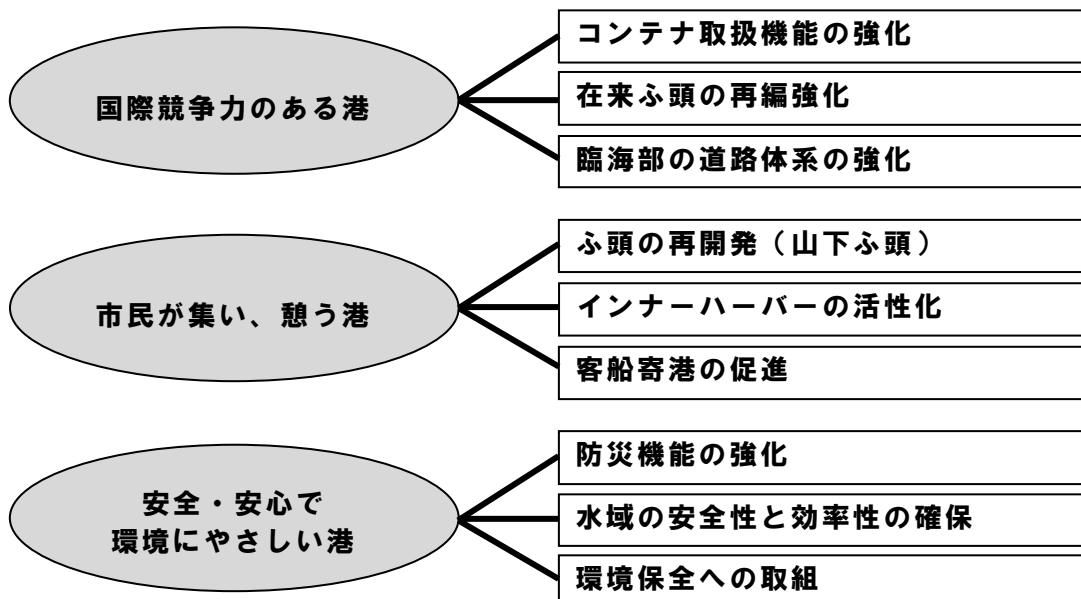 国際競争力のある港
コンテナ取扱機能の強化
在来ふ頭の再編強化
臨海部の道路体系の強化
市民が集い、憩う港
ふ頭の再開発（山下ふ頭）
インナーハーバーの活性化
客船寄港の促進
安全・安心で
環境にやさしい港
防災機能の強化
水域の安全性と効率性の確保
環境保全への取組